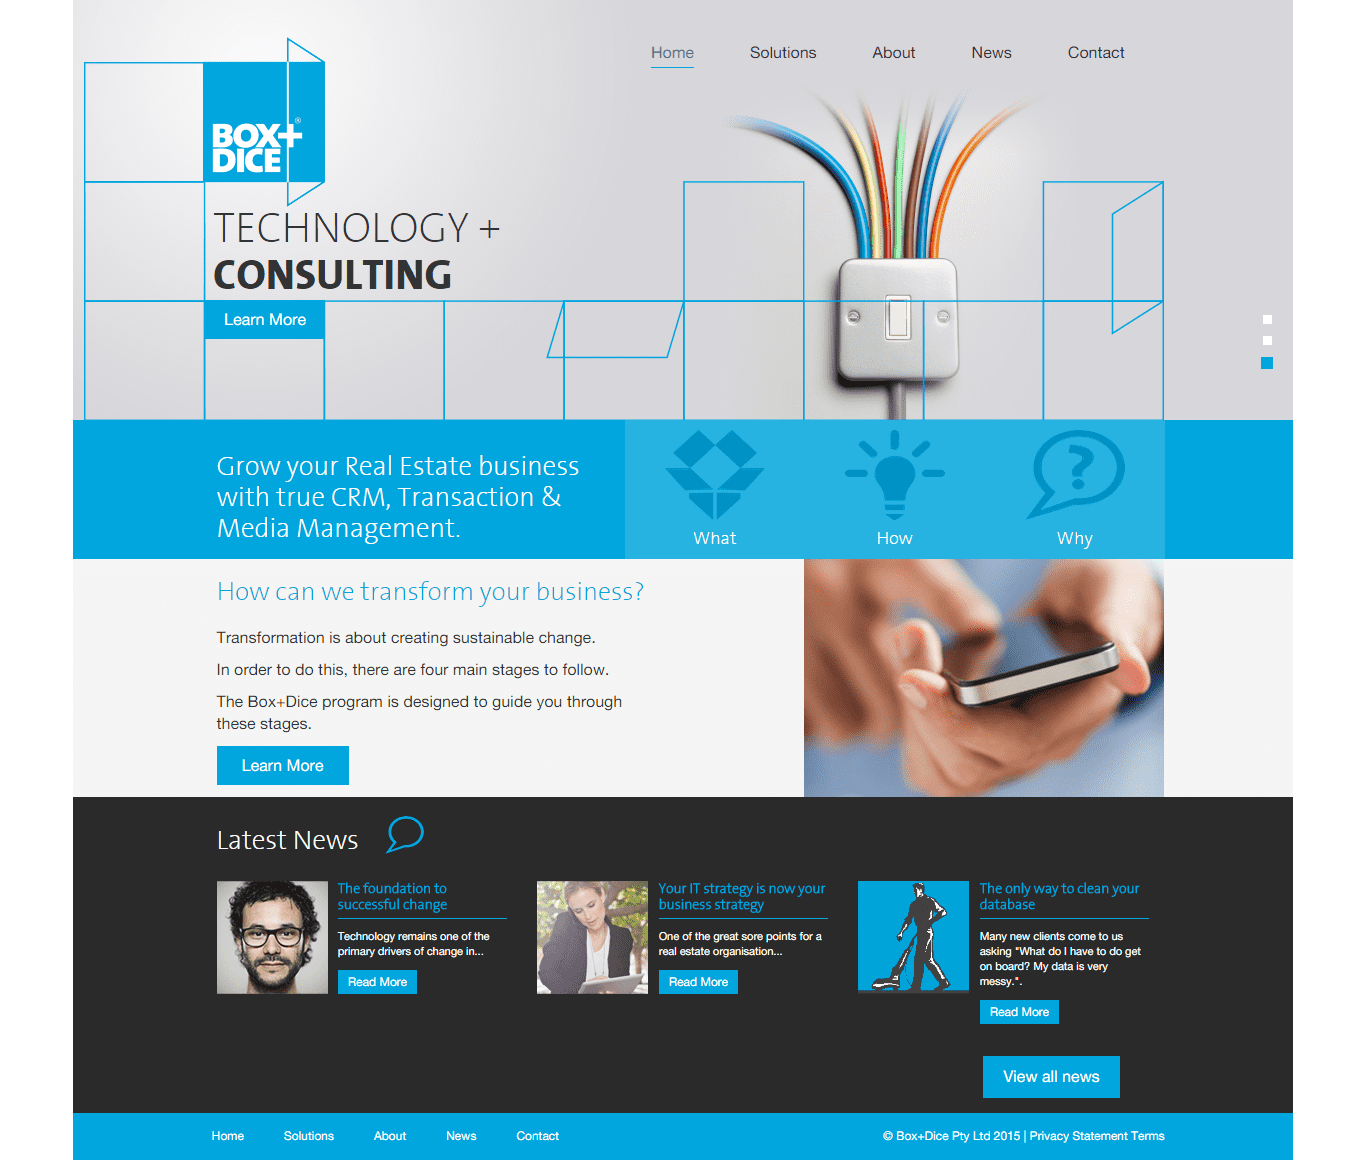 Home Solutions About News Contact
BOX+®
DICE
TECHNOLOGY +
CONSULTING
Learn More
Grow your Real Estate business
with true CRM, Transaction &
Media Management.
What How Why
How can we transform your business?
Transformation is about creating sustainable change.
In order to do this, there are four main stages to follow.
The Box+Dice program is designed to guide you through
these stages.
Learn More
Latest News
The foundation to
successful change
Technology remains one of the
primary drivers of change in...
Read More
Your IT strategy is now your
business strategy
One of the great sore points for a
real estate organisation...
Read More
The only way to clean your
database
Many new clients come to us
asking "What do I have to do get
on board? My data is very
messy.".
Read More
View all news
Home Solutions About News Contact
© Box+Dice Pty Ltd 2015 | Privacy Statement Terms